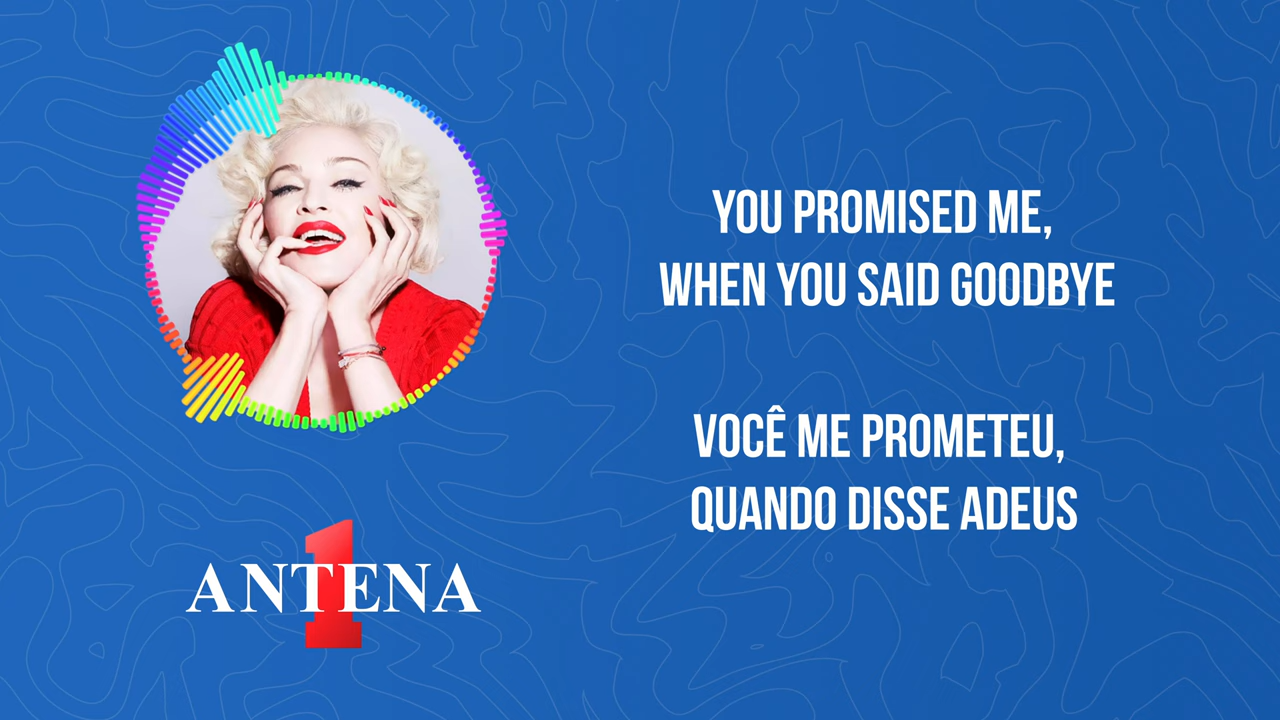 YOU PROMISED ME,
WHEN YOU SAID GOODBYE
VOCÊ ME PROMETEU,
QUANDO DISSE ADEUS
ANTENA
1